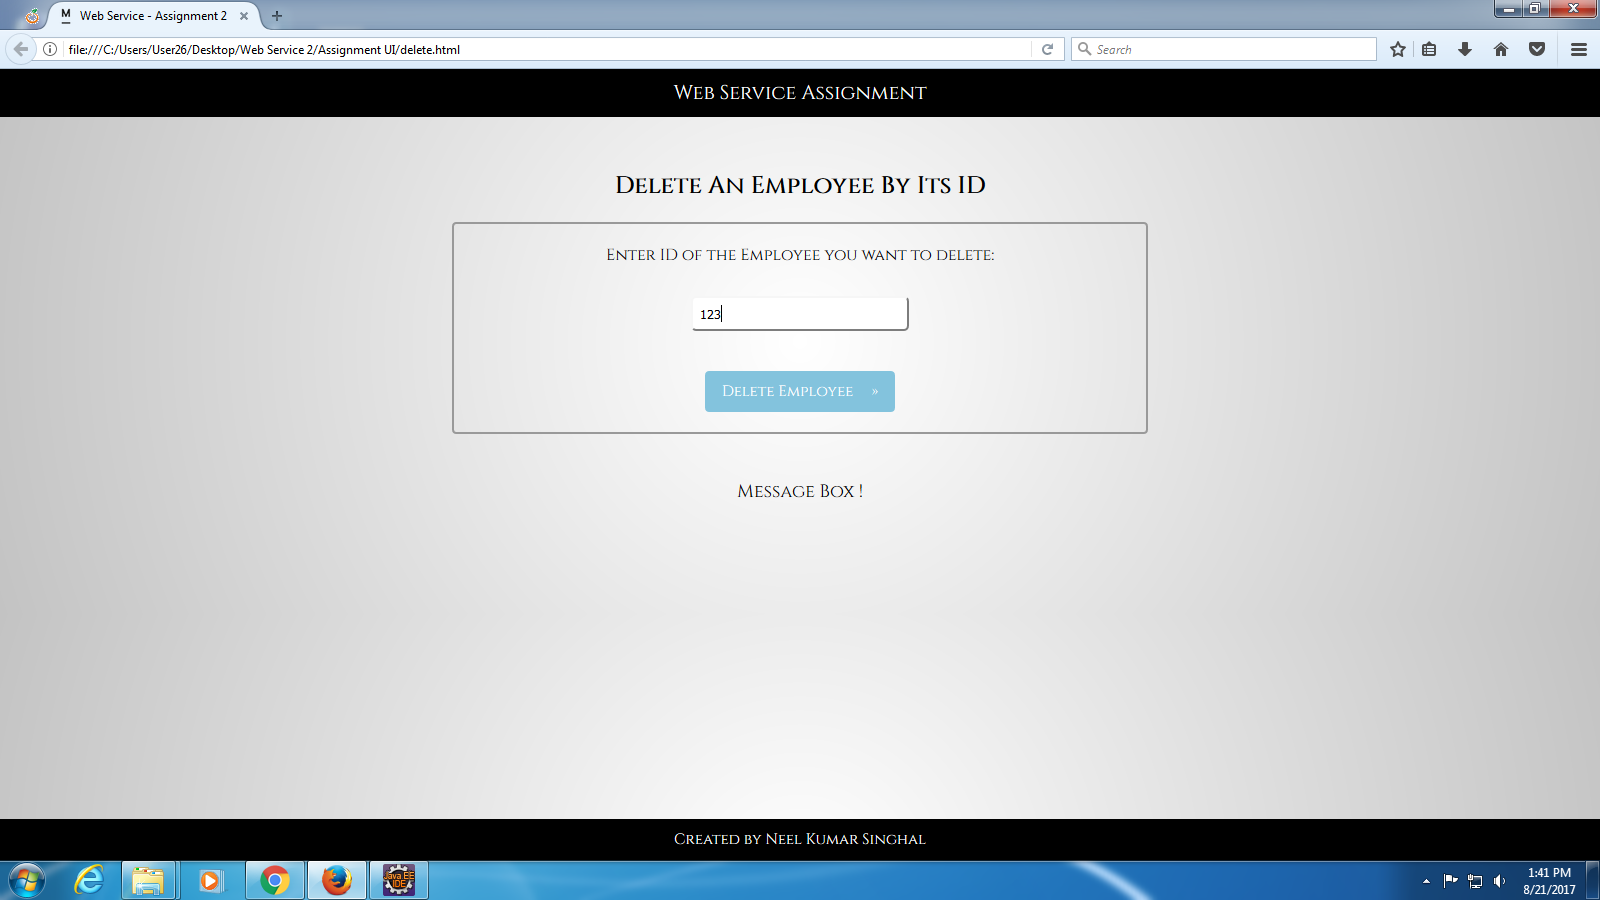 M Web Service - Assignment 2
file:///C:/Users/User26/Desktop/Web Service 2/Assignment UI/delete.html
Search
Web Service Assignment
Delete An Employee By Its ID
Enter ID of the Employee you want to delete:
123
Delete Employee »
Message Box !
Created by Neel Kumar Singhal
Java EE
IDE
1:41 PM
8/21/2017